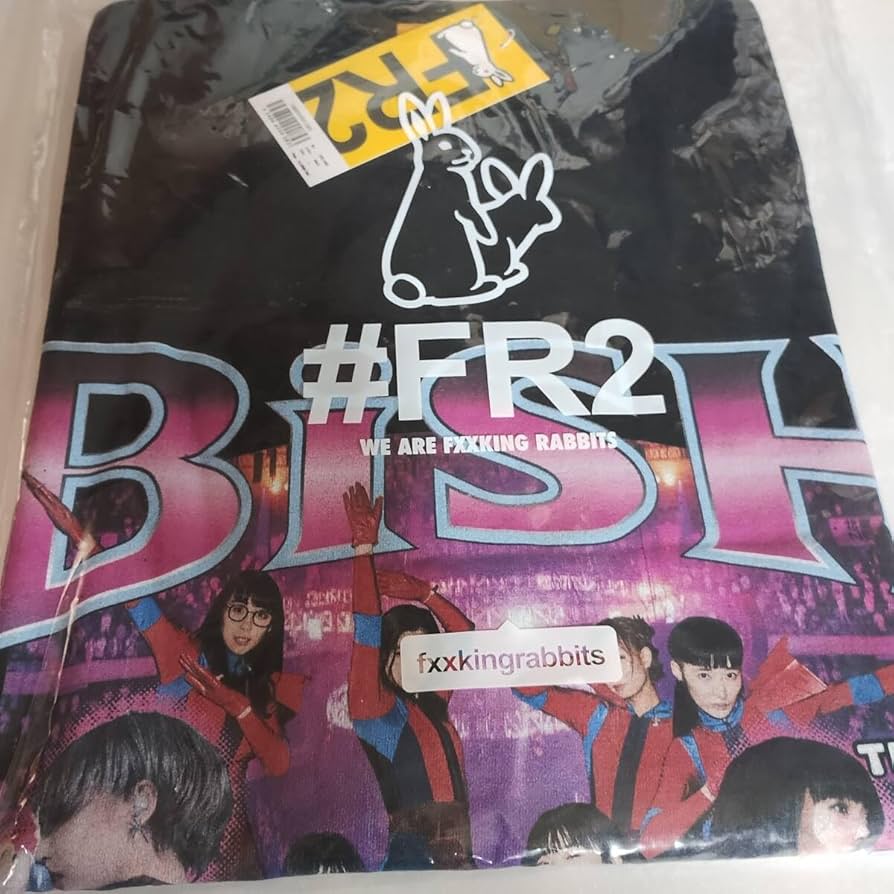 #FR2
#FR2
WE ARE FXXKING RABBITS
BiSH
fxxkingrabbits